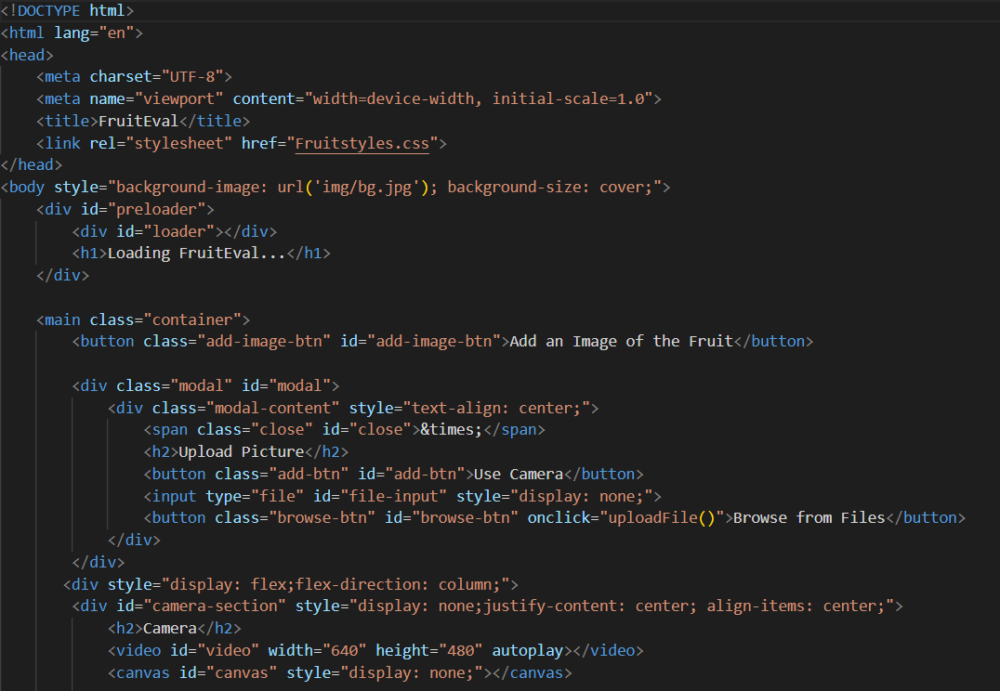 <!DOCTYPE html>
<html lang="en">
<head>
    <meta charset="UTF-8">
    <meta name="viewport" content="width=device-width, initial-scale=1.0">
    <title>FruitEval</title>
    <link rel="stylesheet" href="Fruitstyles.css">
</head>
<body style="background-image: url('img/bg.jpg'); background-size: cover;">
    <div id="preloader">
        <div id="loader"></div>
        <h1>Loading FruitEval...</h1>
    </div>
    <main class="container">
        <button class="add-image-btn" id="add-image-btn">Add an Image of the Fruit</button>
        <div class="modal" id="modal">
            <div class="modal-content" style="text-align: center;">
                <span class="close" id="close">&times;</span>
                <h2>Upload Picture</h2>
                <button class="add-btn" id="add-btn">Use Camera</button>
                <input type="file" id="file-input" style="display: none;">
                <button class="browse-btn" id="browse-btn" onclick="uploadFile()">Browse from Files</button>
            </div>
        </div>
       <div style="display: flex;flex-direction: column;">
        <div id="camera-section" style="display: none;justify-content: center; align-items: center;">
            <h2>Camera</h2>
            <video id="video" width="640" height="480" autoplay></video>
            <canvas id="canvas" style="display: none;"></canvas>